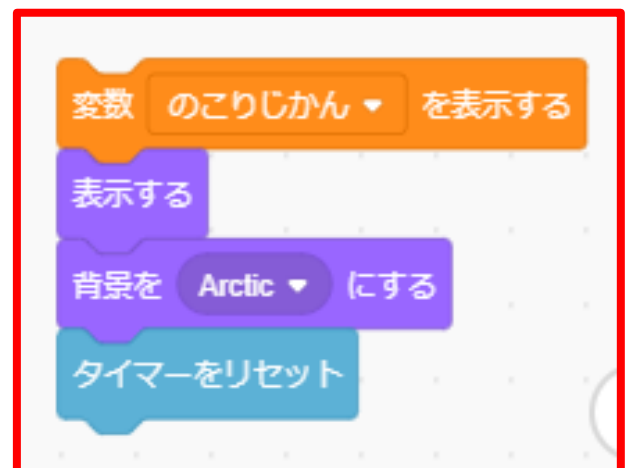 変数 のこりじかん を表示する
表示する
背景を Arctic にする
タイマーをリセット